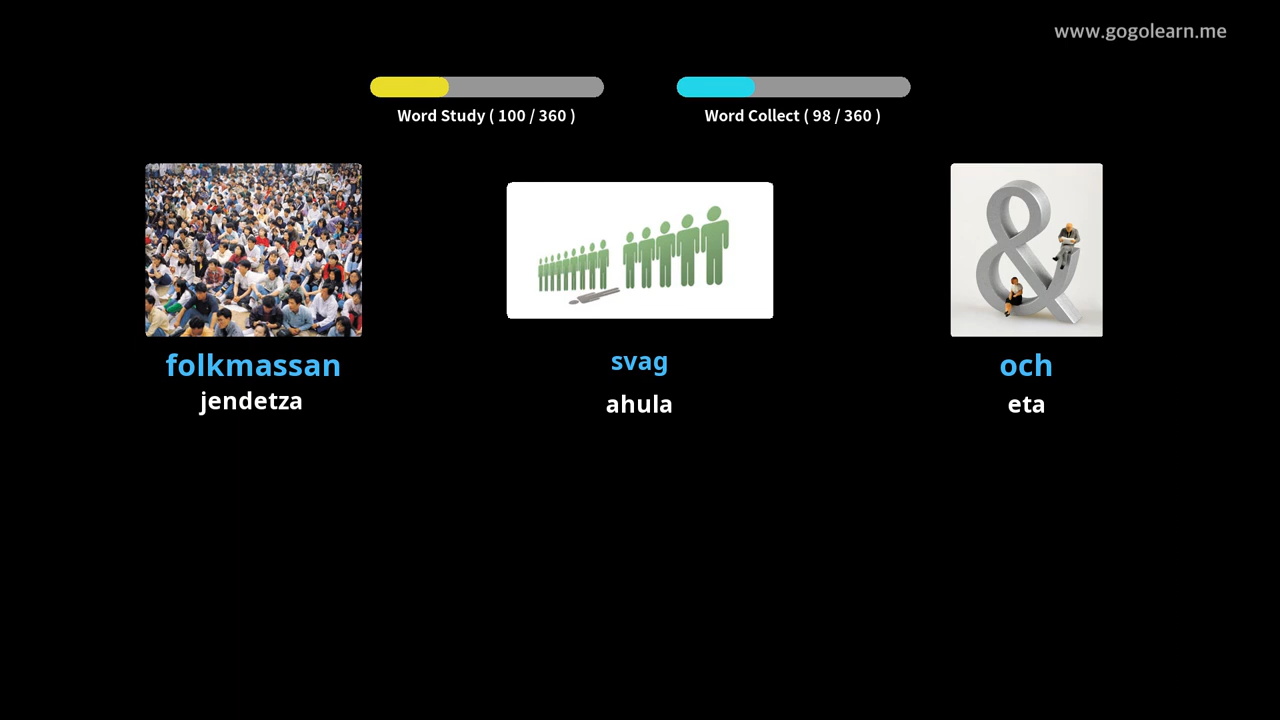 www.gogolearn.me
Word Study ( 100 / 360 )
Word Collect ( 98 / 360 )
folkmassan
svag
och
jendetza
ahula
eta